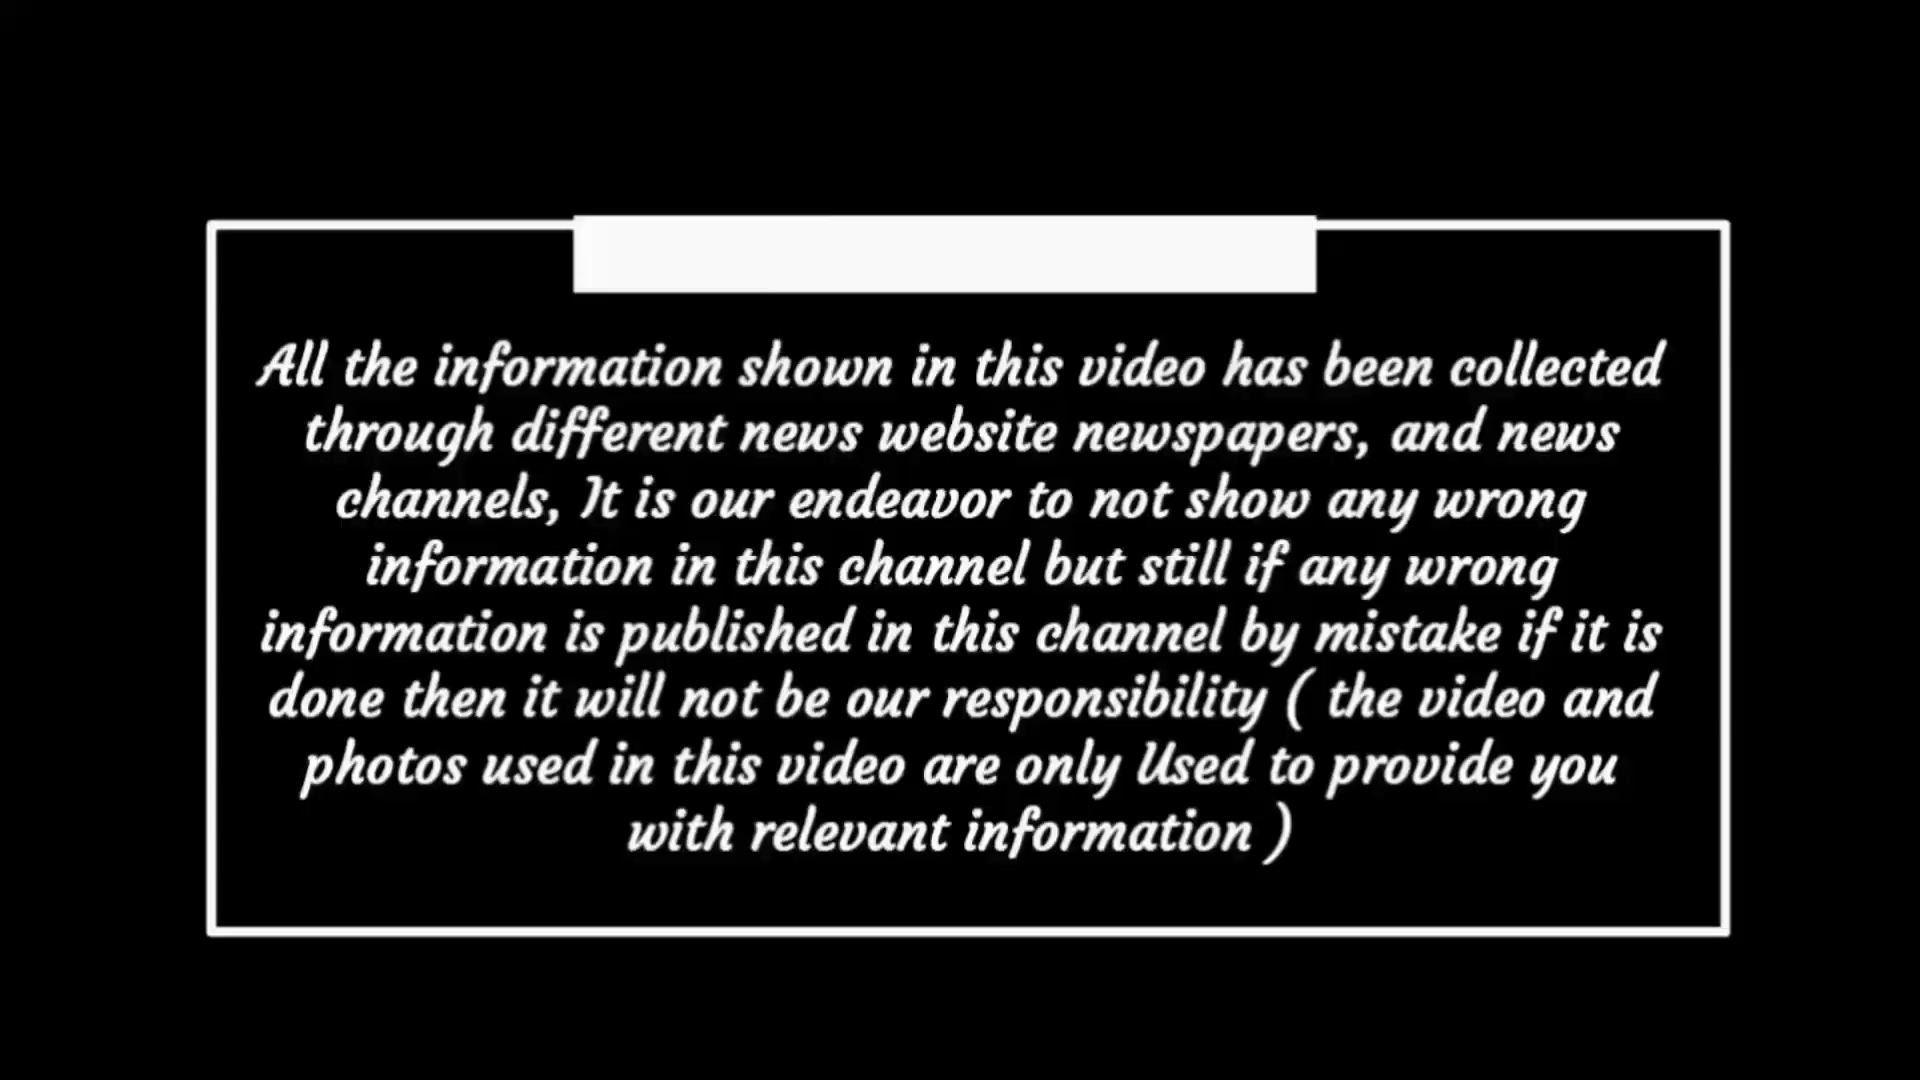 All the information shown in this video has been collected
through different news website newspapers, and news
channels, It is our endeavor to not show any wrong
information in this channel but still if any wrong
information is published in this channel by mistake if it is
done then it will not be our responsibility ( the video and
photos used in this video are only Used to provide you
with relevant information )